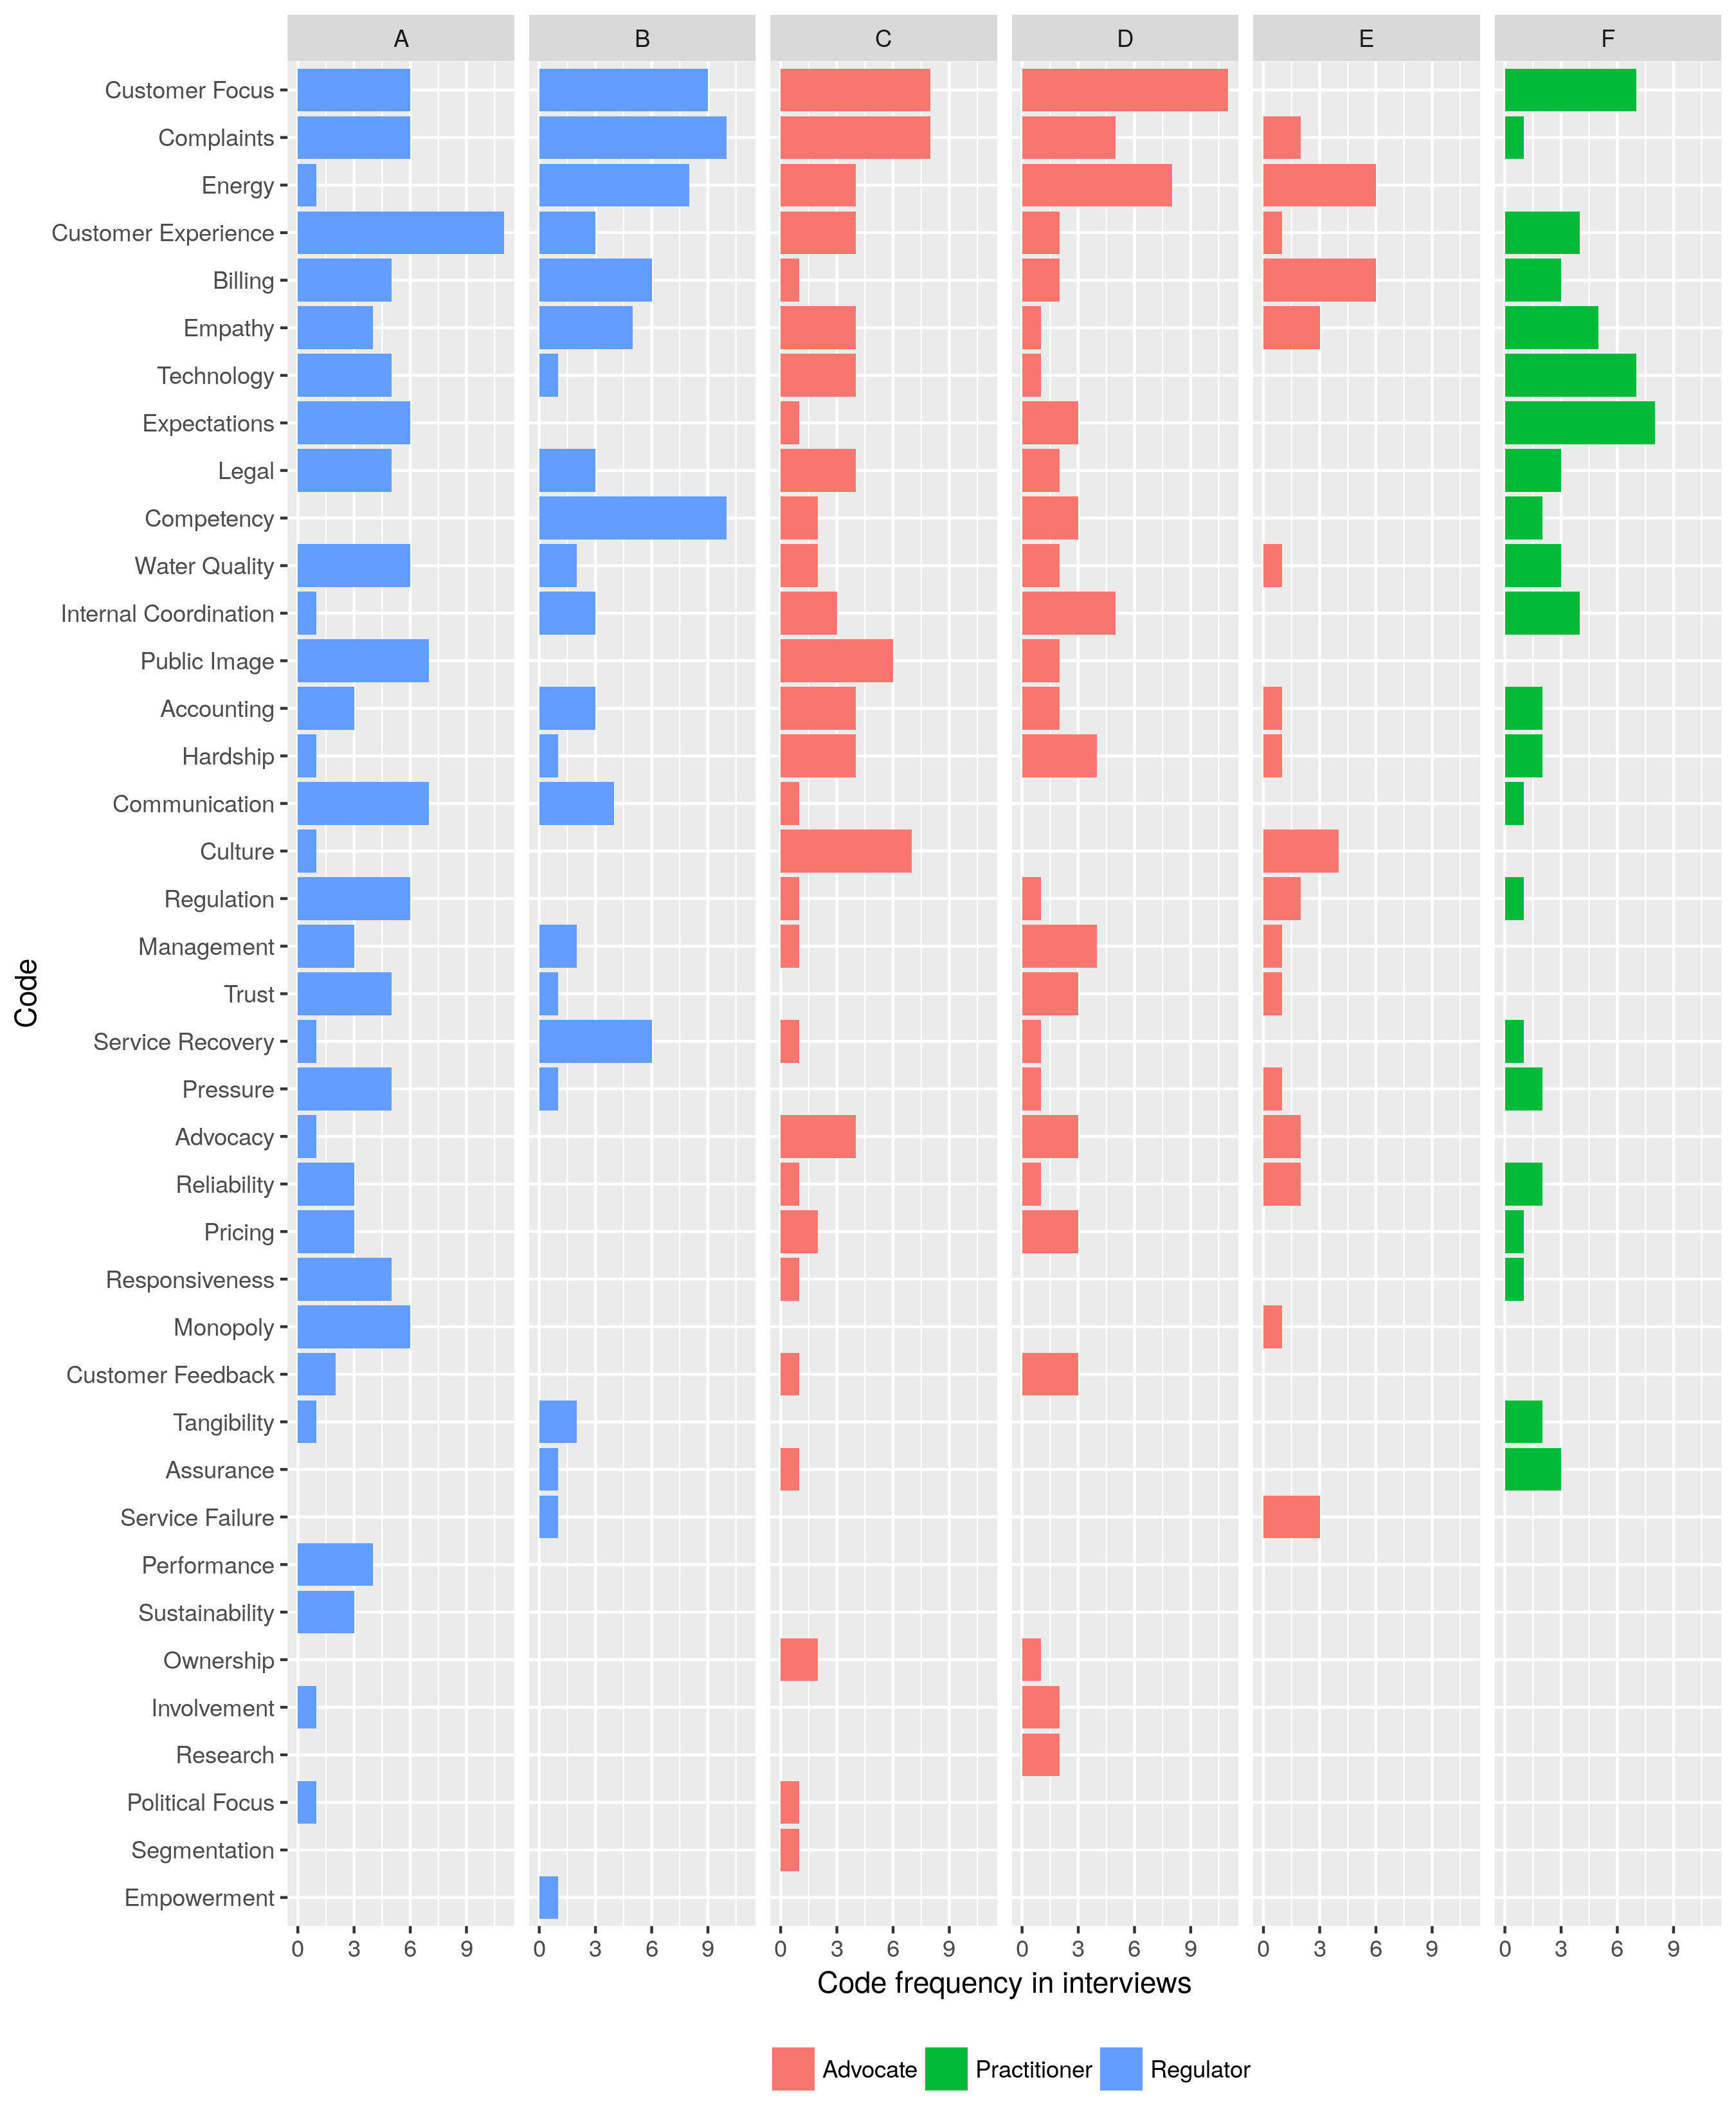 A B C D E F
Customer Focus
Complaints
Energy
Customer Experience
Billing
Empathy
Technology
Expectations
Legal
Competency
Water Quality
Internal Coordination
Public Image
Accounting
Hardship
Communication
Culture
Regulation
Management
Trust
Service Recovery
Pressure
Advocacy
Reliability
Pricing
Responsiveness
Monopoly
Customer Feedback
Tangibility
Assurance
Service Failure
Performance
Sustainability
Ownership
Involvement
Research
Political Focus
Segmentation
Empowerment
Code
0 3 6 9 0 3 6 9 0 3 6 9 0 3 6 9 0 3 6 9 0 3 6 9
Code frequency in interviews
Advocate Practitioner Regulator